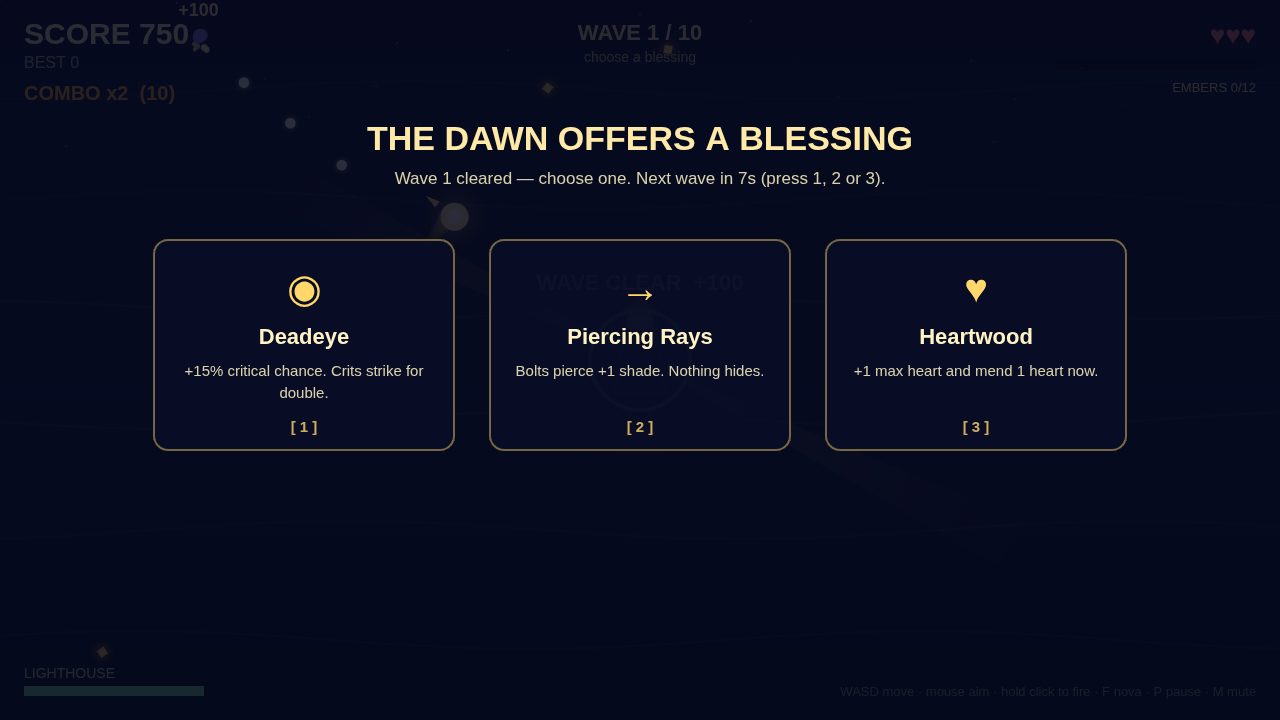 +100
SCORE 750
BEST 0
COMBO x2 (10)
WAVE 1 / 10
choose a blessing
♥♥♥
EMBERS 0/12
THE DAWN OFFERS A BLESSING
Wave 1 cleared — choose one. Next wave in 7s (press 1, 2 or 3).
WAVE CLEAR +100
Deadeye
+15% critical chance. Crits strike for
double.
[ 1 ]
→
Piercing Rays
Bolts pierce +1 shade. Nothing hides.
[ 2 ]
♥
Heartwood
+1 max heart and mend 1 heart now.
[ 3 ]
LIGHTHOUSE
WASD move · mouse aim · hold click to fire · F nova · P pause · M mute